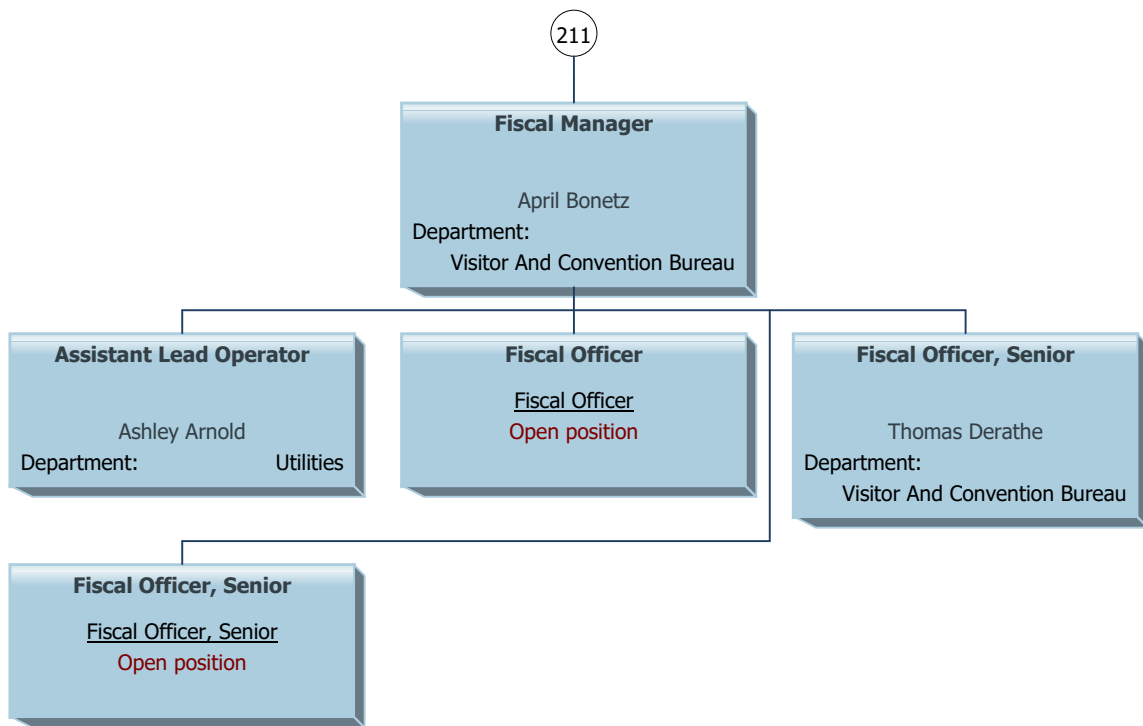 211
Fiscal Manager
April Bonetz
Department:
Visitor And Convention Bureau
Assistant Lead Operator
Ashley Arnold
Department: Utilities
Fiscal Officer
Fiscal Officer
Open position
Fiscal Officer, Senior
Thomas Derathe
Department:
Visitor And Convention Bureau
Fiscal Officer, Senior
Fiscal Officer, Senior
Open position